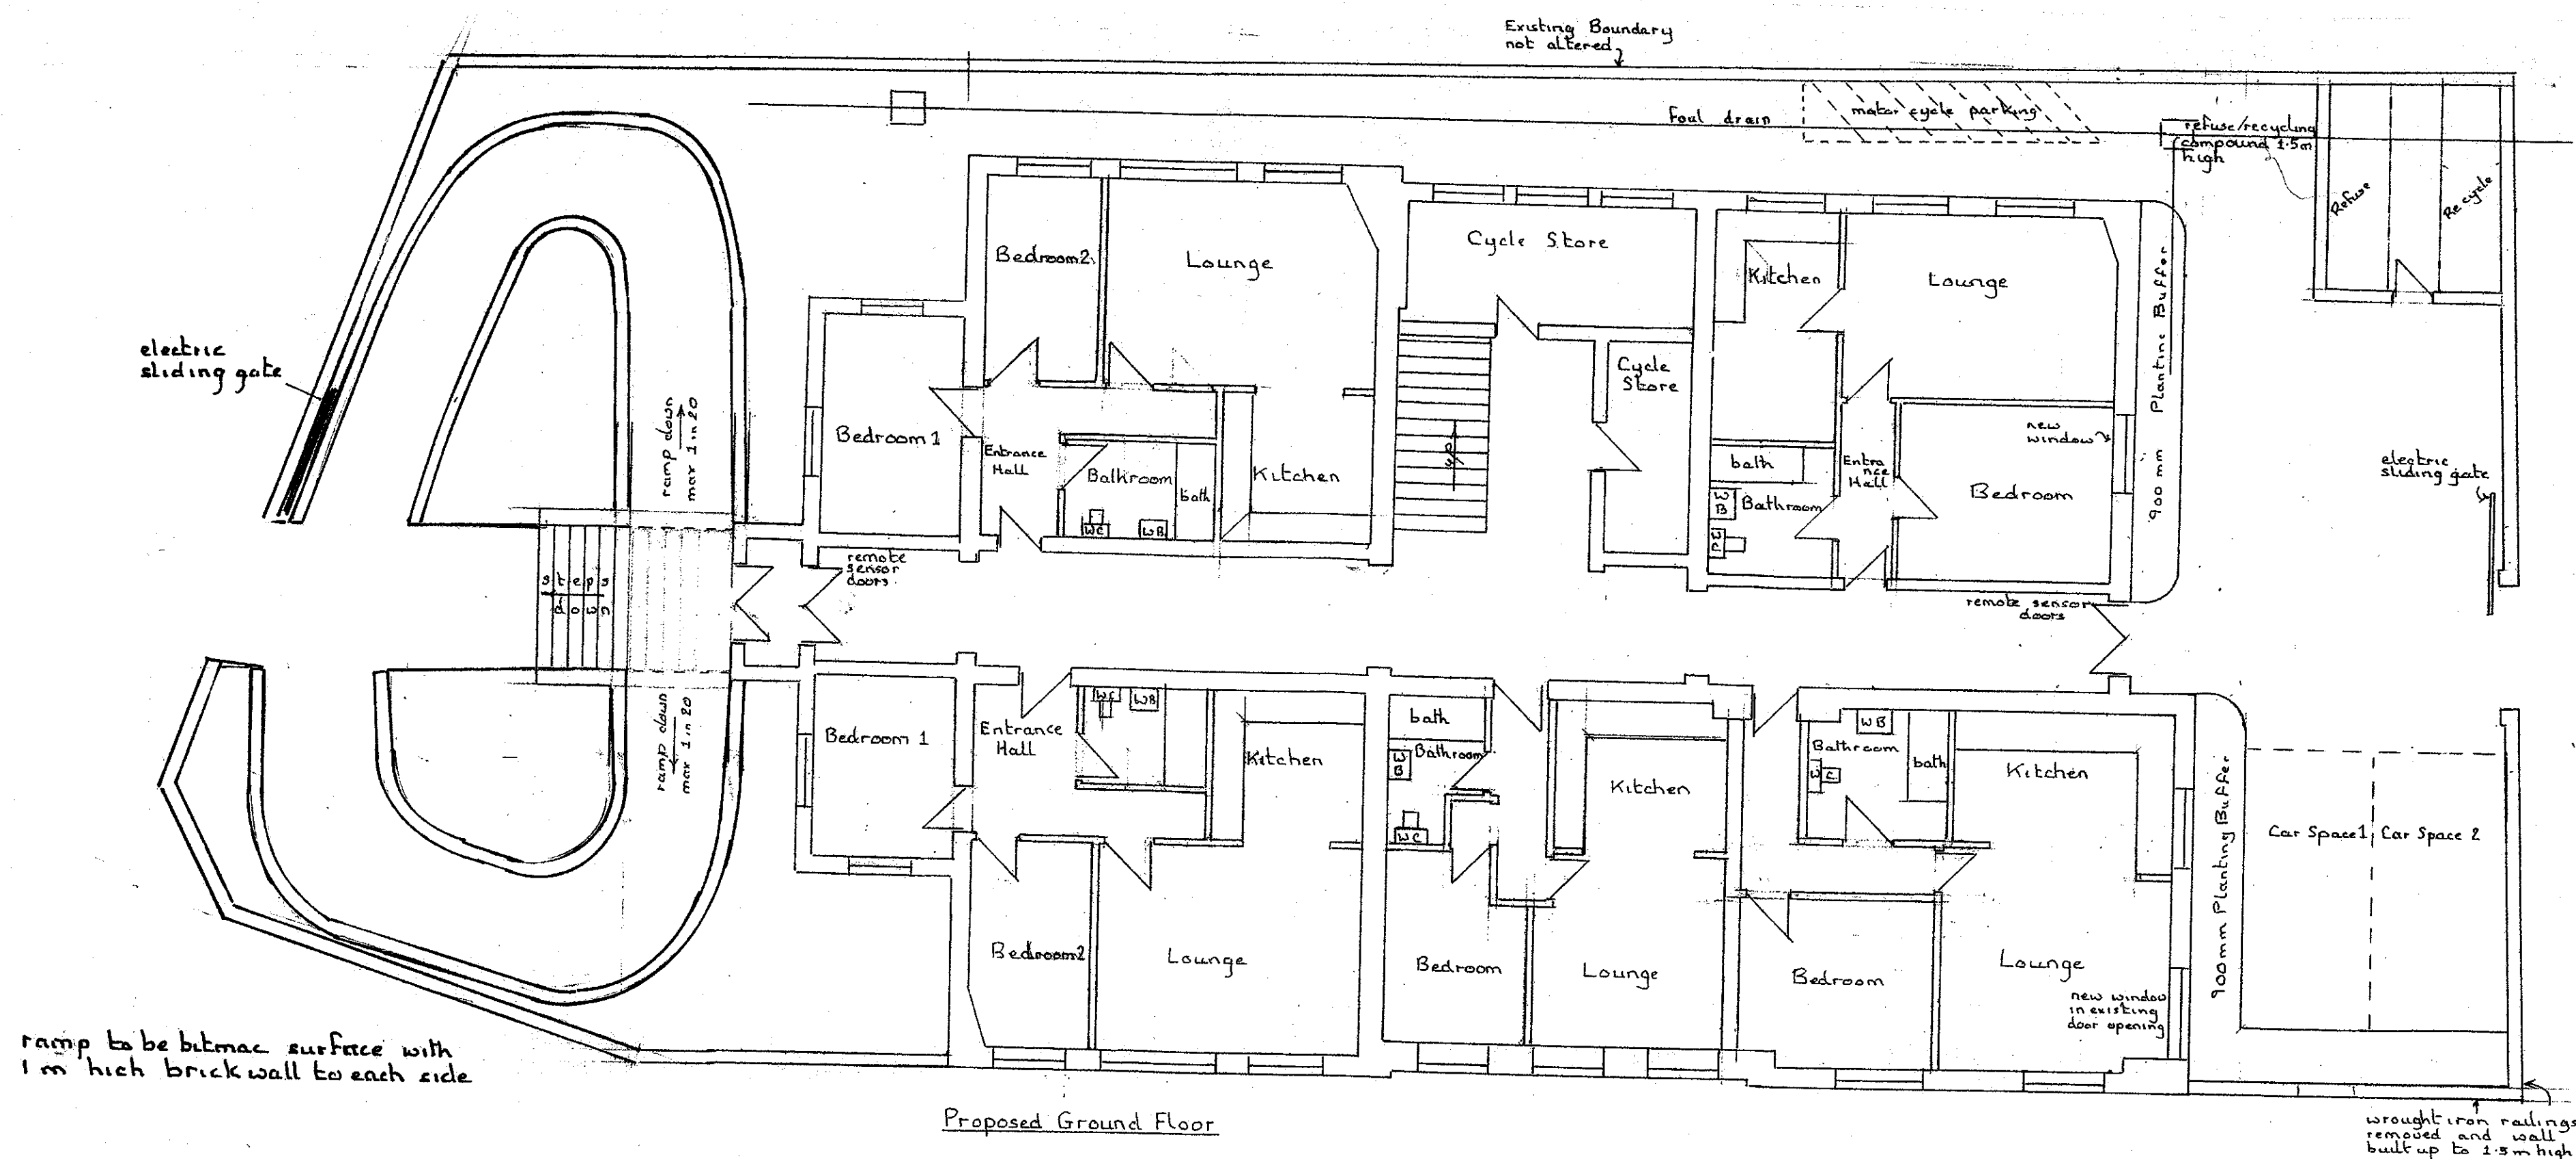 Existing Boundary
not altered
Foul drain
motor cycle parking
refuse/recycling
compound 1.5m
high
Refuse
Recycle
electric
sliding gate
ramp down
max 1 in 20
Bedroom 2
Lounge
Cycle Store
Kitchen
Lounge
900 mm Planting Buffer
Cycle
Store
Bedroom 1
Entrance
Hall
Bathroom
bath
WC
WB
Kitchen
UP
bath
WB
Bathroom
WC
Entra
nce
Hall
new
window
Bedroom
electric
sliding gate
steps
down
remote
sensor
doors
remote sensor
doors
ramp down
max 1 in 20
Bedroom 1
Entrance
Hall
WC
WB
Kitchen
bath
Bathroom
WB
WC
Kitchen
WB
Bathroom
WC
bath
Kitchen
900mm Planting Buffer
Car Space 1
Car Space 2
Bedroom 2
Lounge
Bedroom
Lounge
Bedroom
Lounge
new window
in existing
door opening
ramp to be bitmac surface with
1 m high brick wall to each side
Proposed Ground Floor
wrought iron railings
removed and wall
built up to 1.5m high